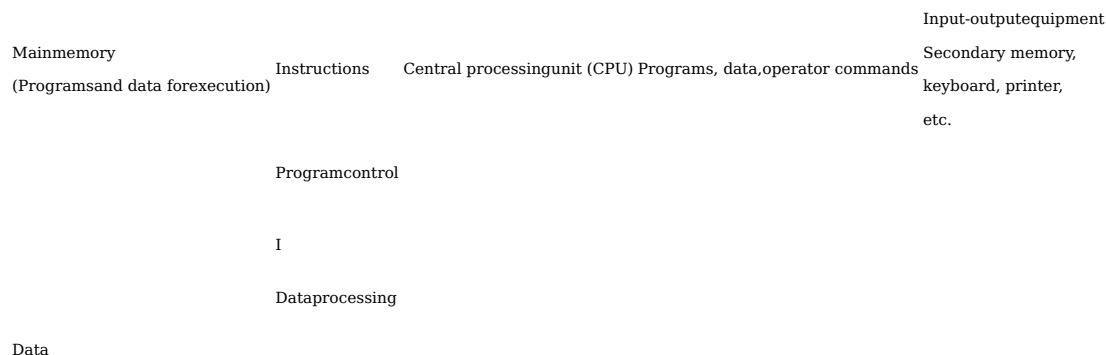 Mainmemory
(Programsand data forexecution)
Instructions
Central processingunit (CPU)
Programs, data,operator commands
Input-outputequipment
Secondary memory,
keyboard, printer,
etc.
Programcontrol
I
Dataprocessing
Data